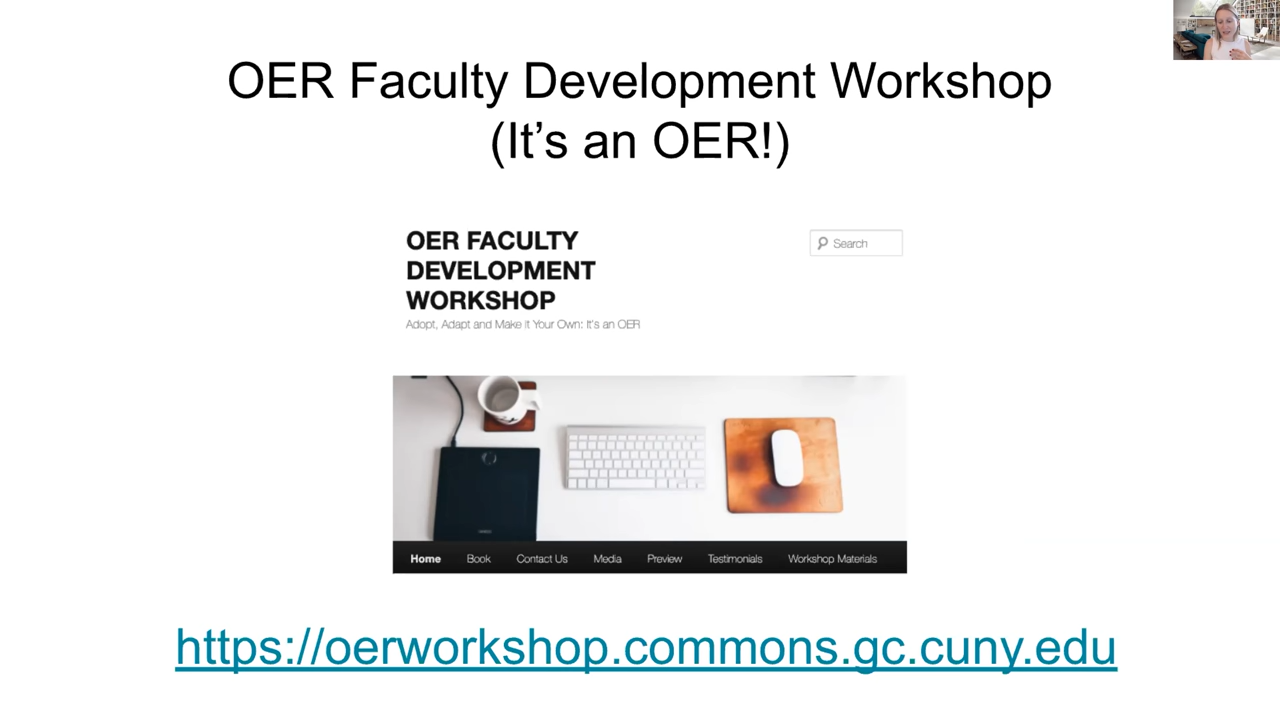 OER Faculty Development Workshop
(It’s an OER!)
OER FACULTY
DEVELOPMENT
WORKSHOP
Search
Adopt, Adapt and Make it Your Own: It's an OER
Home Book Contact Us Media Preview Testimonials Workshop Materials
https://oerworkshop.commons.gc.cuny.edu